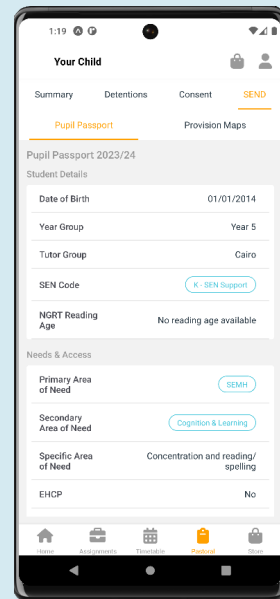 1:19
Your Child
Summary Detentions Consent SEND
Pupil Passport Provision Maps
Pupil Passport 2023/24
Student Details
Date of Birth 01/01/2014
Year Group Year 5
Tutor Group Cairo
SEN Code K - SEN Support
NGRT Reading
Age No reading age available
Needs & Access
Primary Area
of Need SEMH
Secondary
Area of Need Cognition & Learning
Specific Area Concentration and reading/
of Need spelling
EHCP No
Home Assignments Timetable Pastoral Store